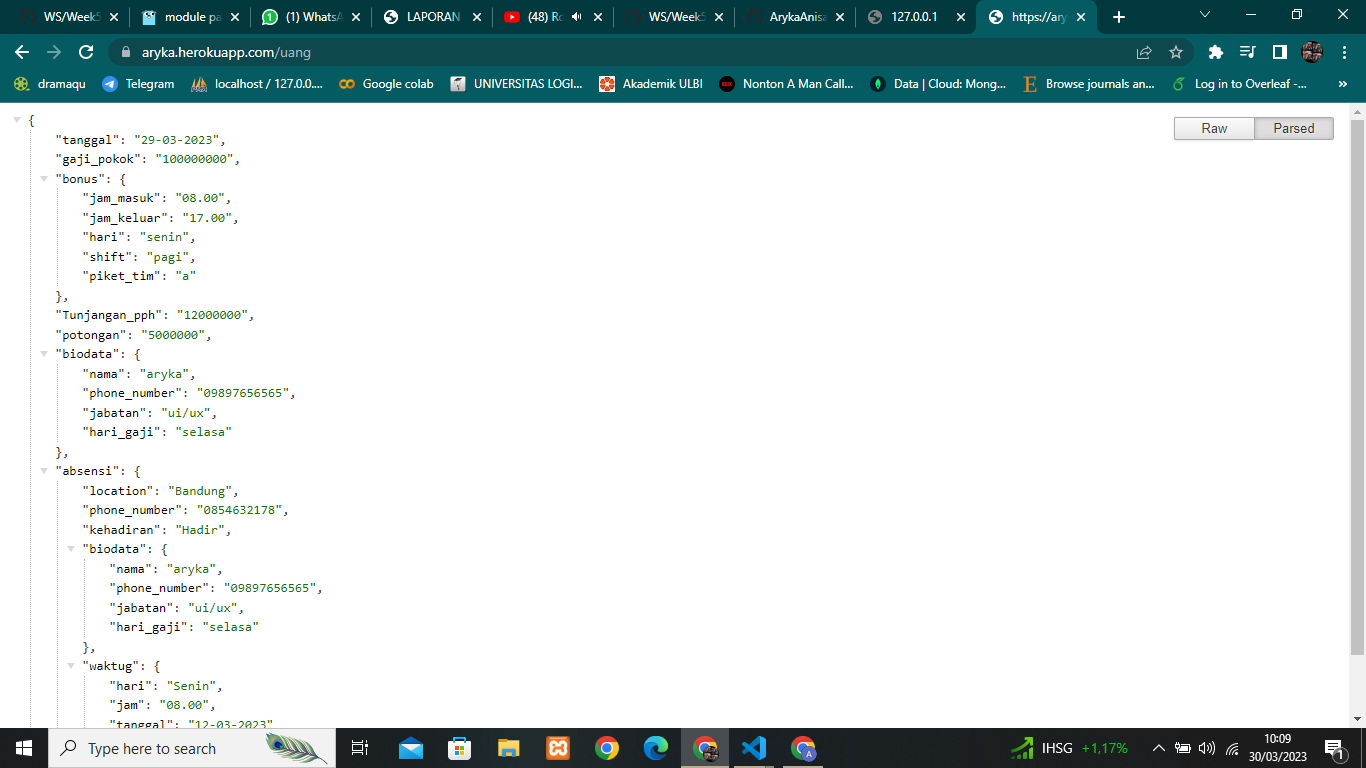 WS/Week5
module pa
(1) WhatsA
LAPORAN
(48) Ro
WS/Week5
ArykaAnisa
127.0.0.1
https://ary
aryka.herokuapp.com/uang
dramaqu
Telegram
localhost / 127.0.0....
Google colab
UNIVERSITAS LOGI...
Akademik ULBI
Nonton A Man Call...
Data | Cloud: Mong...
Browse journals an...
Log in to Overleaf -...
»
Raw
Parsed
{
"tanggal": "29-03-2023",
"gaji_pokok": "100000000",
"bonus": {
"jam_masuk": "08.00",
"jam_keluar": "17.00",
"hari": "senin",
"shift": "pagi",
"piket_tim": "a"
},
"Tunjangan_pph": "12000000",
"potongan": "5000000",
"biodata": {
"nama": "aryka",
"phone_number": "09897656565",
"jabatan": "ui/ux",
"hari_gaji": "selasa"
},
"absensi": {
"location": "Bandung",
"phone_number": "0854632178",
"kehadiran": "Hadir",
"biodata": {
"nama": "aryka",
"phone_number": "09897656565",
"jabatan": "ui/ux",
"hari_gaji": "selasa"
},
"waktug": {
"hari": "Senin",
"jam": "08.00",
"tanggal": "12-03-2023"
Type here to search
IHSG +1,17%
10:09
30/03/2023
1